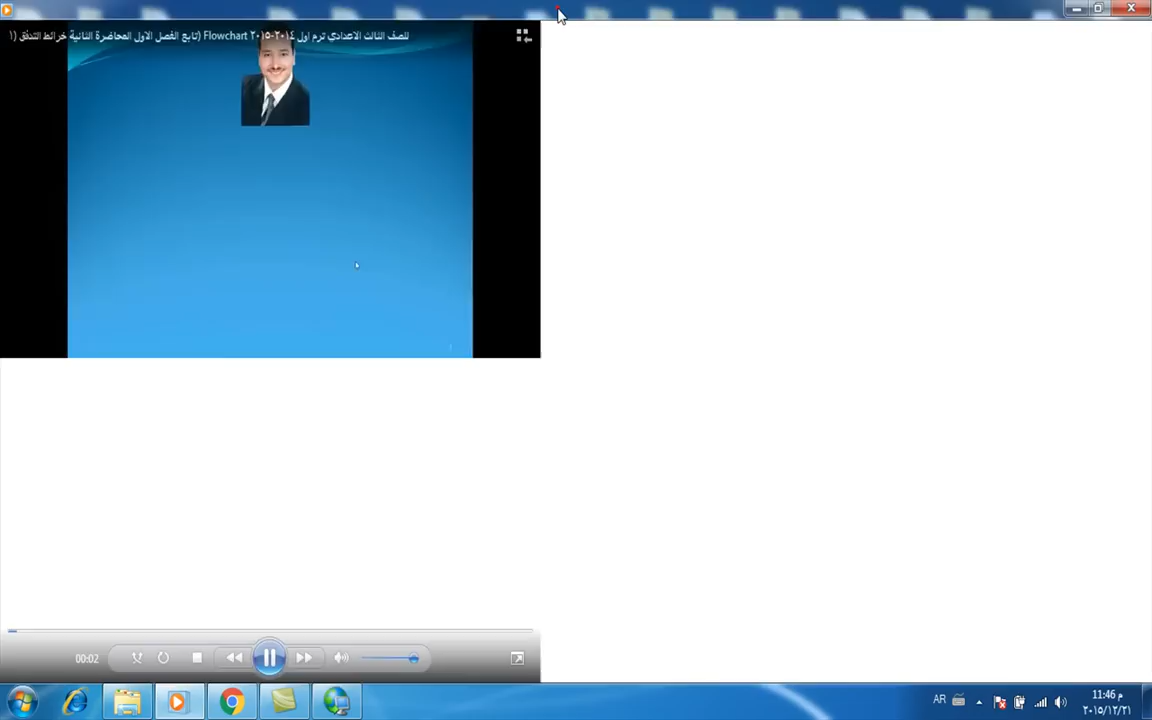 للصف الثالث الاعدادي ترم اول ٢٠١٤-٢٠١٥ Flowchart (تابع الفصل الاول المحاضرة الثانية خرائط التدفق (١
00:02
AR
م 11:46
٢٠١٥/١٢/٢١